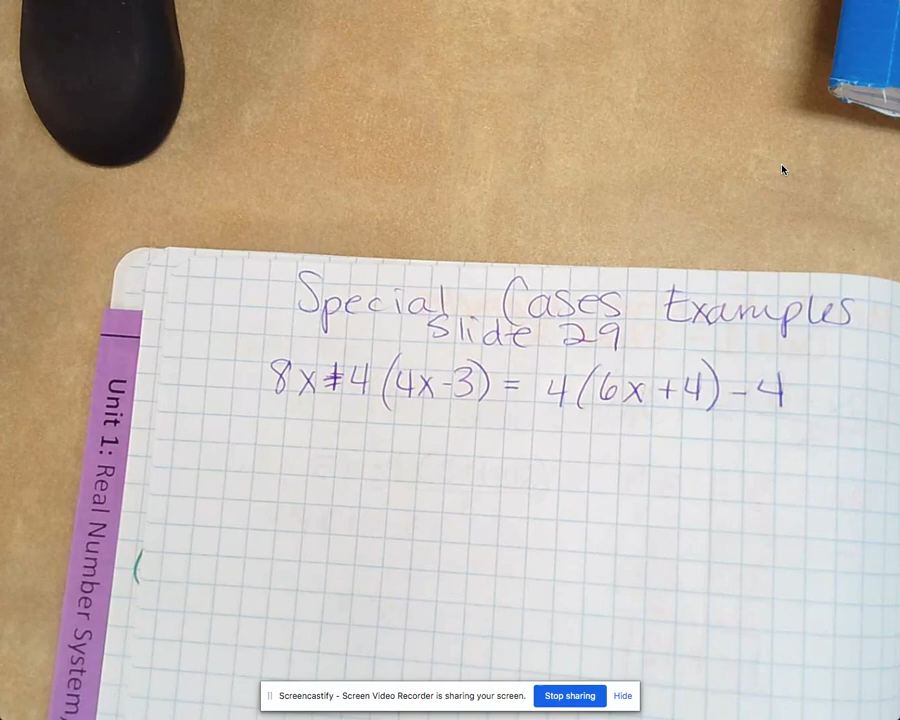 Special Cases Examples
Slide 29
8x+4(4x-3) = 4(6x+4)-4
Unit 1: Real Number System,
Screencastify - Screen Video Recorder is sharing your screen.
Stop sharing
Hide